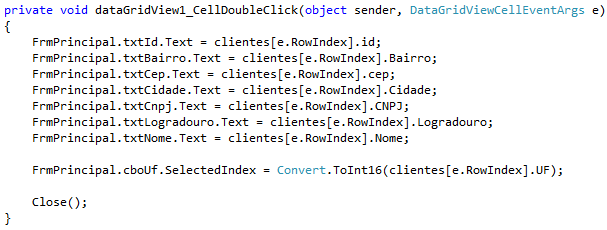 private void dataGridView1_CellDoubleClick(object sender, DataGridViewCellEventArgs e)
{
    FrmPrincipal.txtId.Text = clientes[e.RowIndex].id;
    FrmPrincipal.txtBairro.Text = clientes[e.RowIndex].Bairro;
    FrmPrincipal.txtCep.Text = clientes[e.RowIndex].cep;
    FrmPrincipal.txtCidade.Text = clientes[e.RowIndex].Cidade;
    FrmPrincipal.txtCnpj.Text = clientes[e.RowIndex].CNPJ;
    FrmPrincipal.txtLogradouro.Text = clientes[e.RowIndex].Logradouro;
    FrmPrincipal.txtNome.Text = clientes[e.RowIndex].Nome;

    FrmPrincipal.cboUf.SelectedIndex = Convert.ToInt16(clientes[e.RowIndex].UF);

    Close();
}